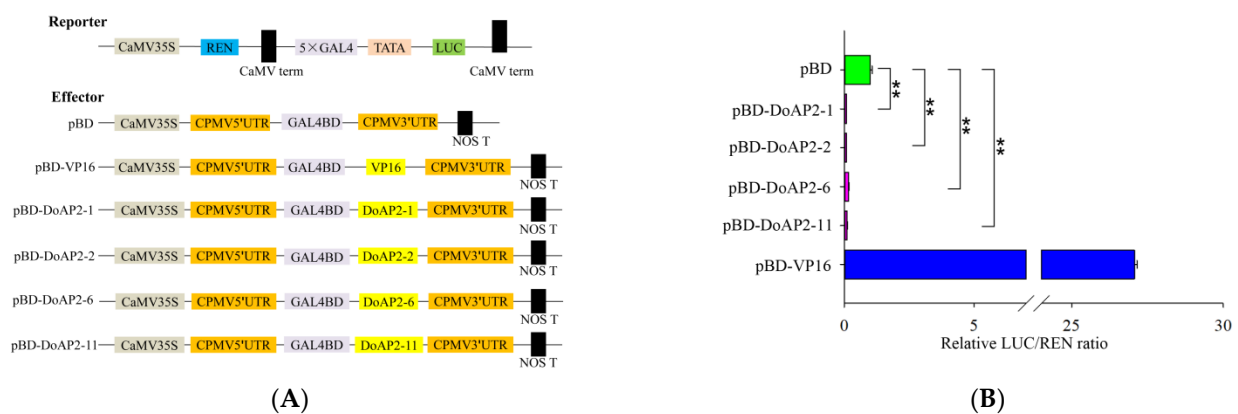 Reporter
CaMV35S REN 5×GAL4 TATA LUC
CaMV term CaMV term
Effector
pBD CaMV35S CPMV5'UTR GAL4BD CPMV3'UTR
NOS T
pBD-VP16 CaMV35S CPMV5'UTR GAL4BD VP16 CPMV3'UTR
NOS T
pBD-DoAP2-1 CaMV35S CPMV5'UTR GAL4BD DoAP2-1 CPMV3'UTR
NOS T
pBD-DoAP2-2 CaMV35S CPMV5'UTR GAL4BD DoAP2-2 CPMV3'UTR
NOS T
pBD-DoAP2-6 CaMV35S CPMV5'UTR GAL4BD DoAP2-6 CPMV3'UTR
NOS T
pBD-DoAP2-11 CaMV35S CPMV5'UTR GAL4BD DoAP2-11 CPMV3'UTR
NOS T
(A)
pBD
pBD-DoAP2-1
pBD-DoAP2-2
pBD-DoAP2-6
pBD-DoAP2-11
pBD-VP16
** ** ** **
0 5 25 30
Relative LUC/REN ratio
(B)